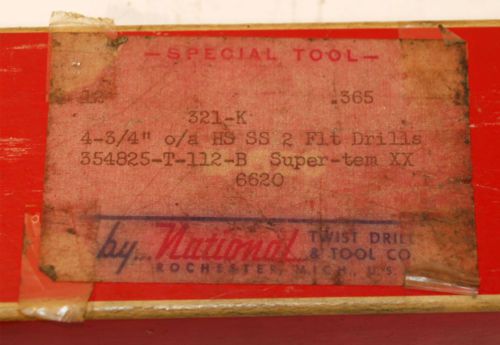 —SPECIAL TOOL—
12 .365
321-K
4-3/4" o/a HS SS 2 Flt Drills
354825-T-112-B Super-tem XX
6620
by... National... TWIST DRILL
& TOOL CO.
ROCHESTER, MICH., U.S.